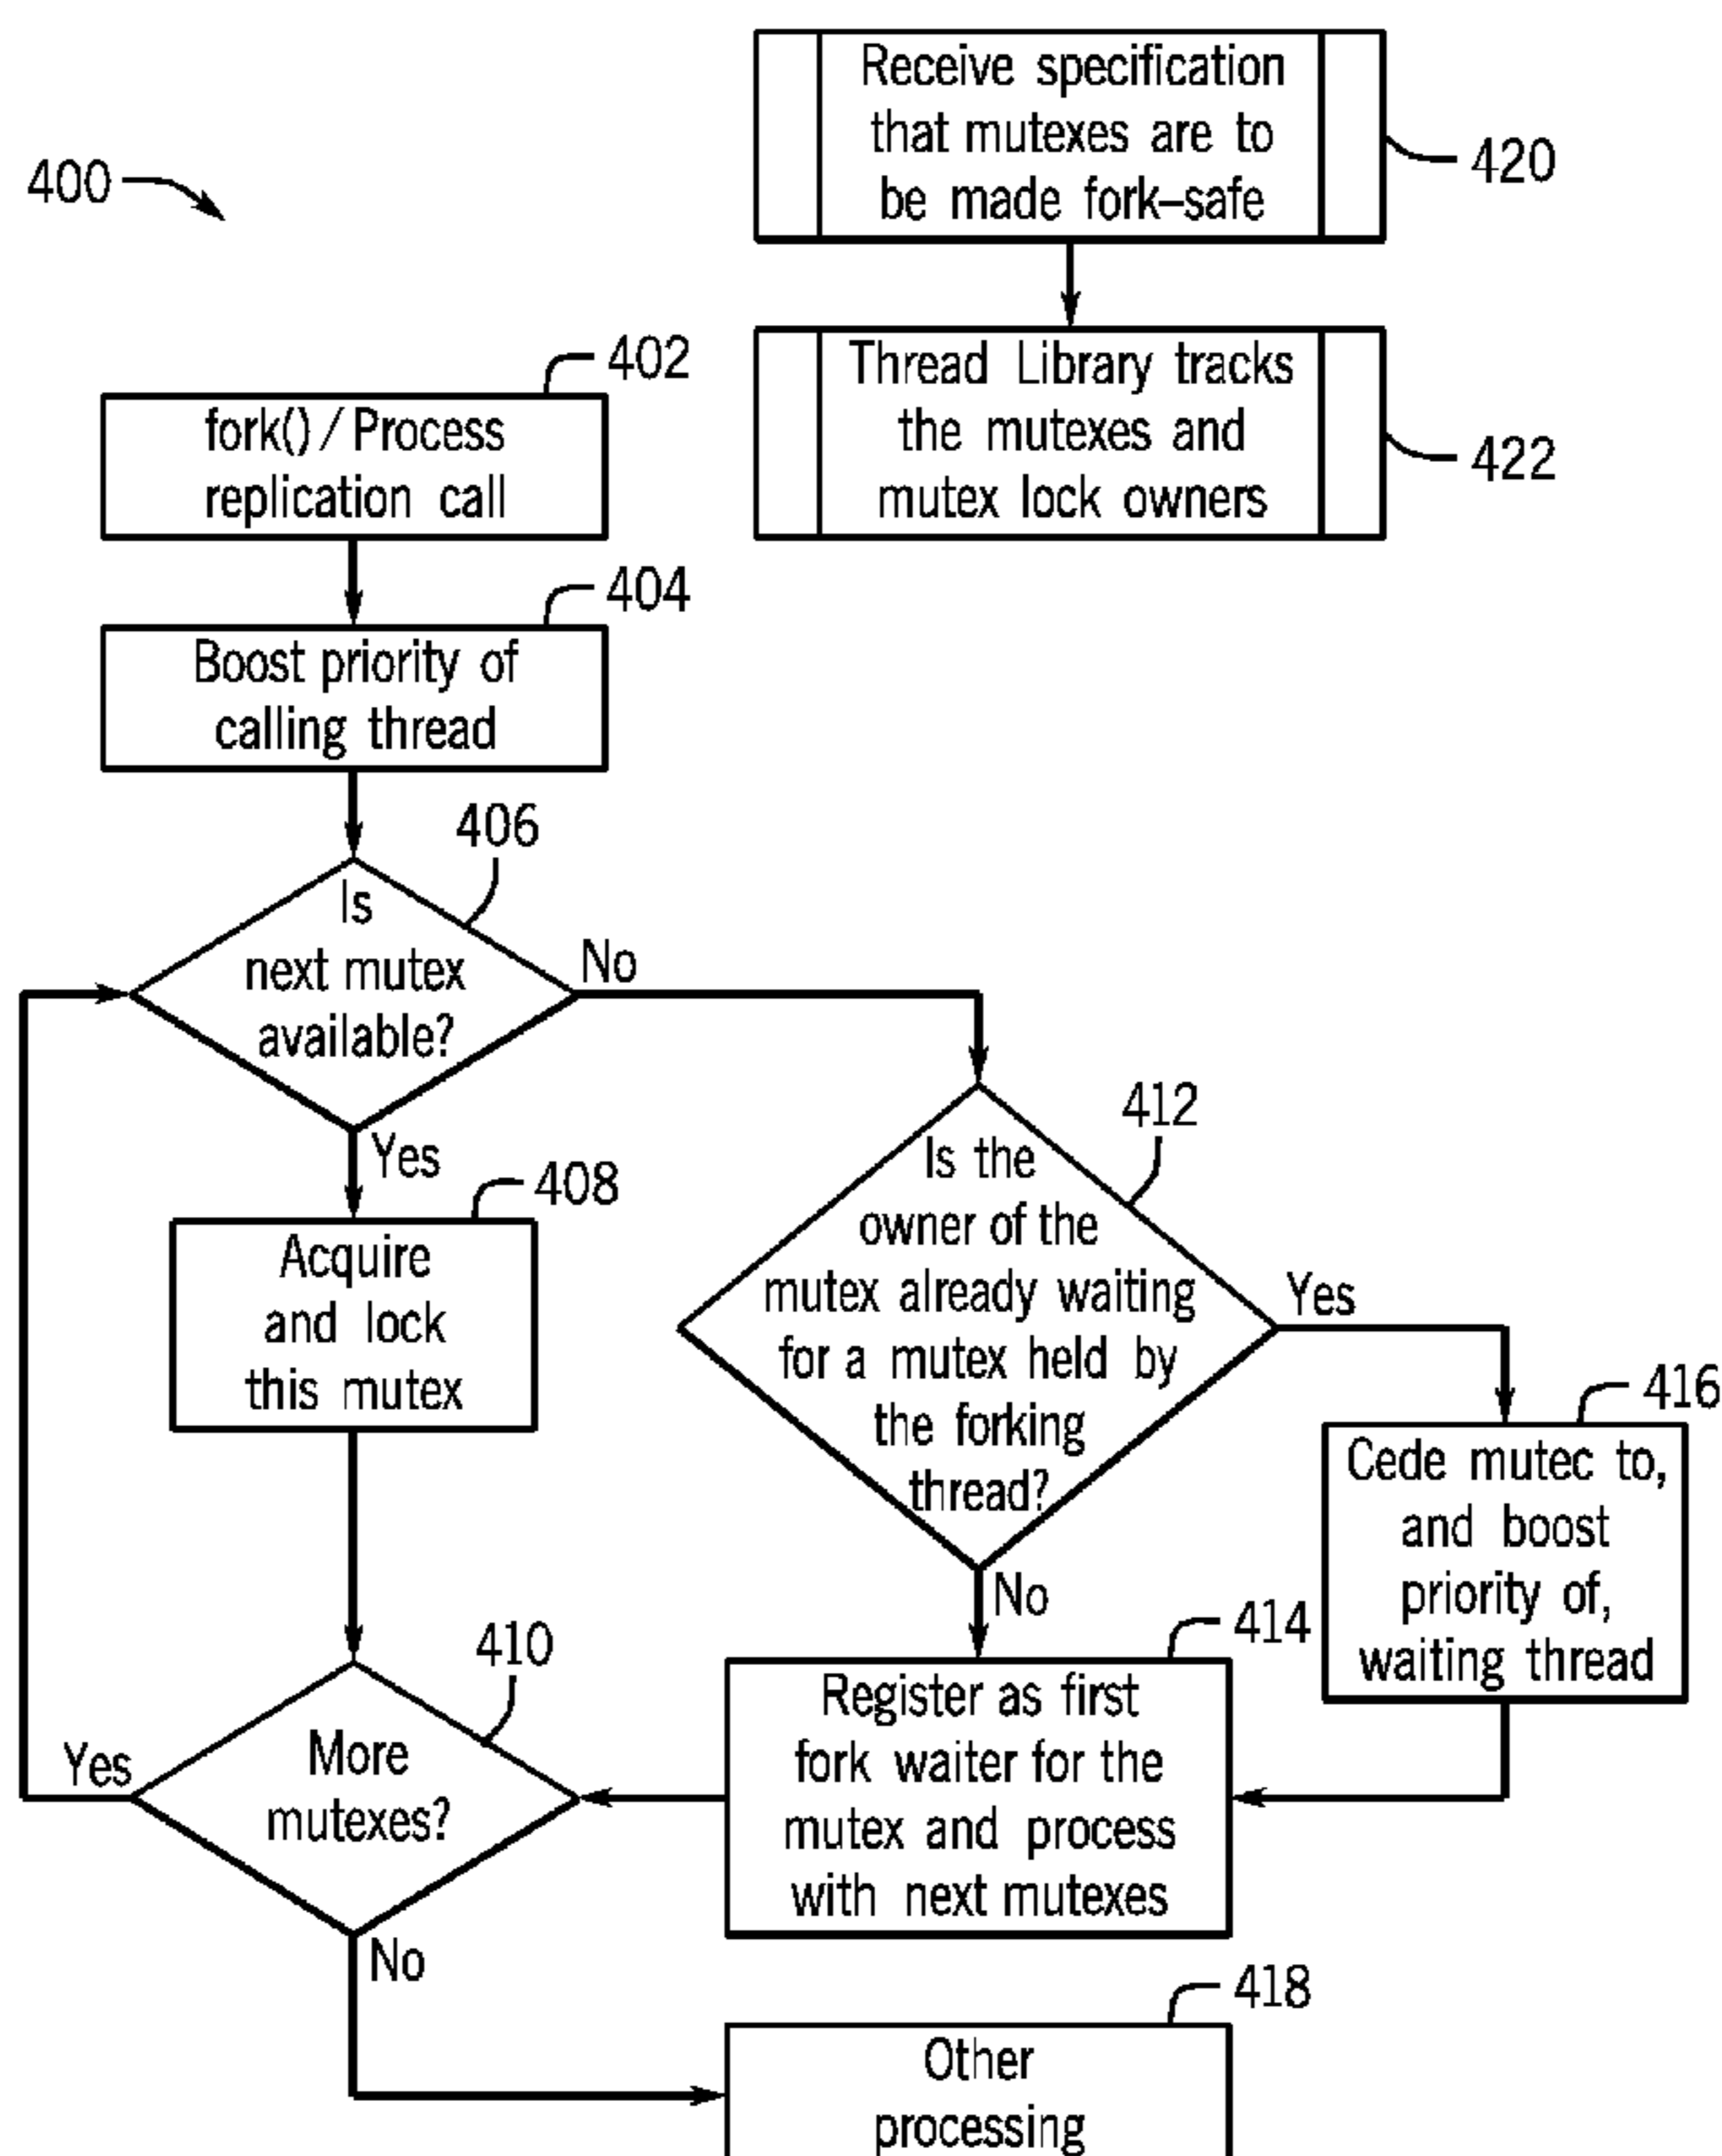 Receive specification
that mutexes are to
be made fork–safe
420
400
Thread Library tracks
the mutexes and
mutex lock owners
422
402
fork() / Process
replication call
404
Boost priority of
calling thread
406
Is
next mutex
available?
No
Yes
412
Is the
owner of the
mutex already waiting
for a mutex held by
the forking
thread?
Yes
No
408
Acquire
and lock
this mutex
416
Cede mutec to,
and boost
priority of,
waiting thread
414
Register as first
fork waiter for the
mutex and process
with next mutexes
410
More
mutexes?
Yes
No
418
Other
processing